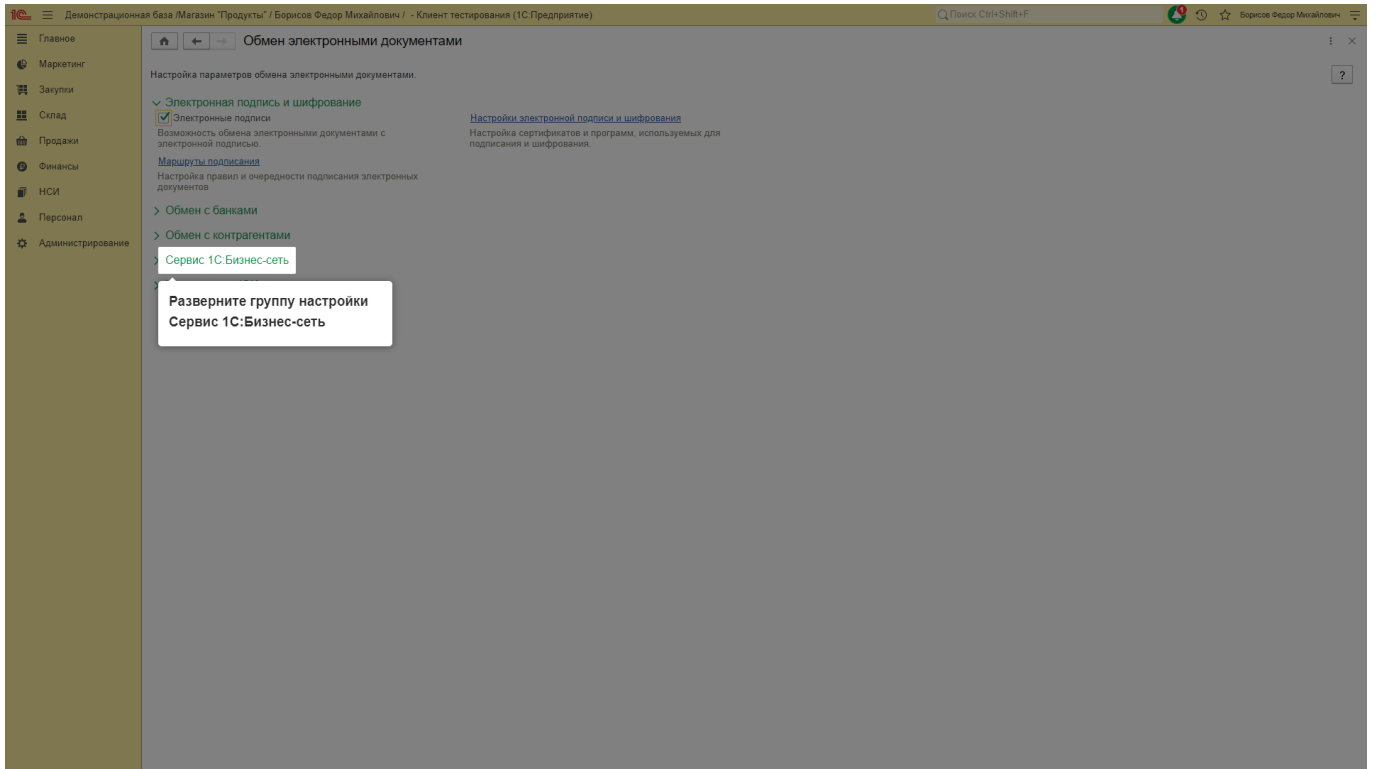 1С Демонстрационная база /Магазин "Продукты" / Борисов Федор Михайлович / - Клиент тестирования (1С:Предприятие) Поиск Ctrl+Shift+F Борисов Федор Михайлович
Главное
Маркетинг
Закупки
Склад
Продажи
Финансы
НСИ
Персонал
Администрирование
Обмен электронными документами
Настройка параметров обмена электронными документами. ?
Электронная подпись и шифрование
Электронные подписи
Возможность обмена электронными документами с
электронной подписью.
Маршруты подписания
Настройка правил и очередности подписания электронных
документов
Настройки электронной подписи и шифрования
Настройка сертификатов и программ, используемых для
подписания и шифрования.
Обмен с банками
Обмен с контрагентами
Сервис 1С:Бизнес-сеть
Разверните группу настройки
Сервис 1С:Бизнес-сеть